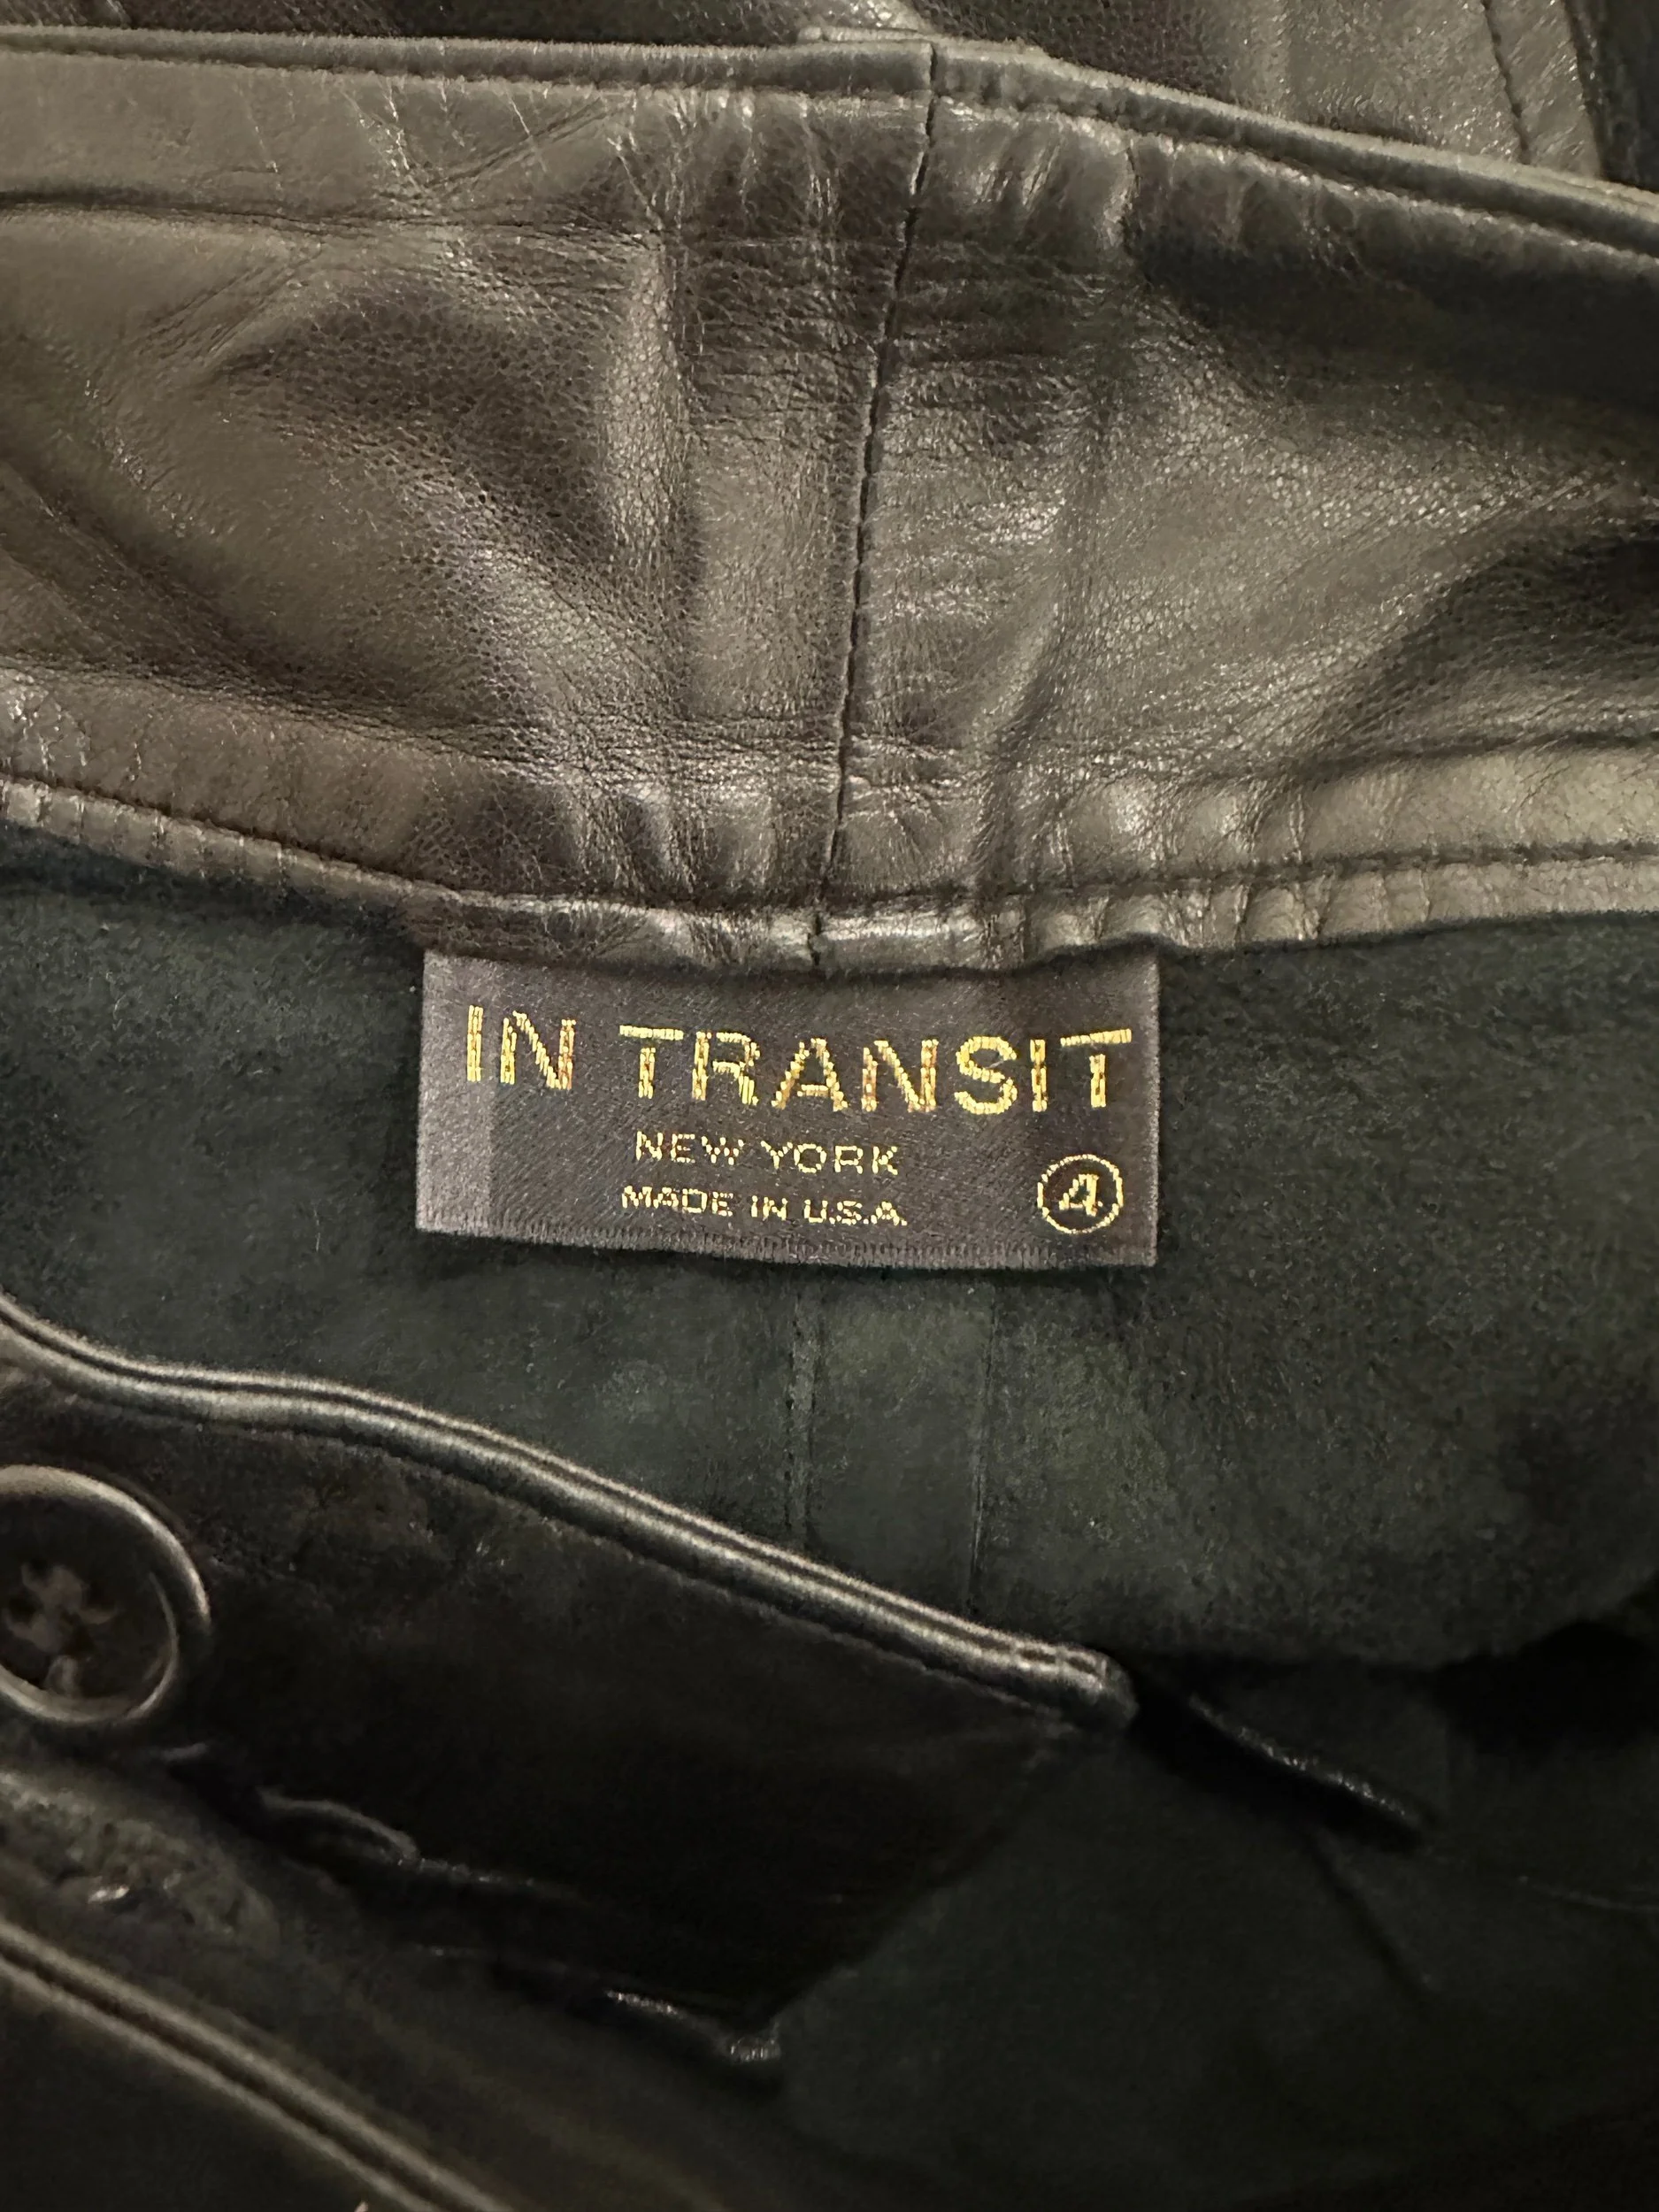 IN TRANSIT
NEW YORK
MADE IN U.S.A.
4